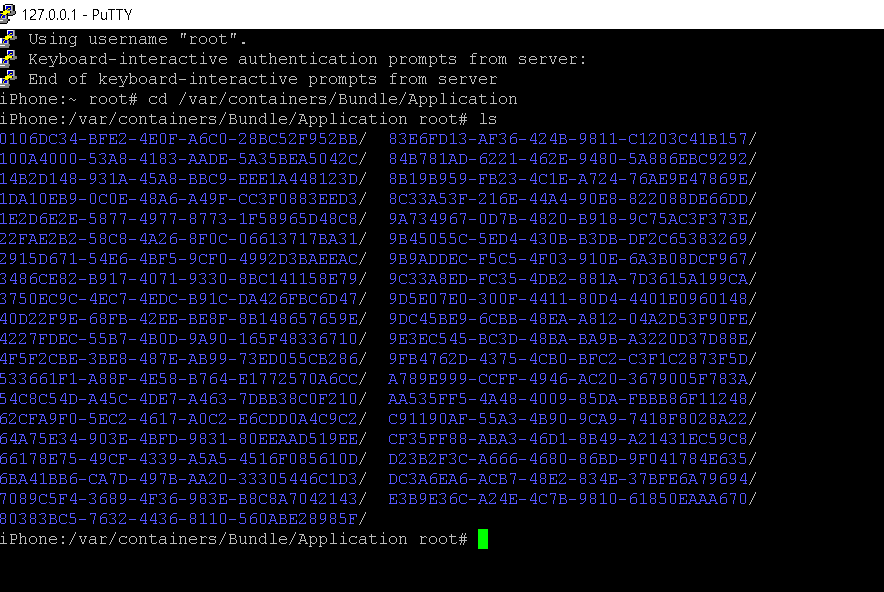 127.0.0.1 - PuTTY
Using username "root".
Keyboard-interactive authentication prompts from server:
End of keyboard-interactive prompts from server
iPhone:~ root# cd /var/containers/Bundle/Application
iPhone:/var/containers/Bundle/Application root# ls
0106DC34-BFE2-4E0F-A6C0-28BC52F952BB/  83E6FD13-AF36-424B-9811-C1203C41B157/
100A4000-53A8-4183-AADE-5A35BEA5042C/  84B781AD-6221-462E-9480-5A886EBC9292/
14B2D148-931A-45A8-BBC9-EEE1A448123D/  8B19B959-FB23-4C1E-A724-76AE9E47869E/
1DA10EB9-0C0E-48A6-A49F-CC3F0883EED3/  8C33A53F-216E-44A4-90E8-822088DE66DD/
1E2D6E2E-5877-4977-8773-1F58965D48C8/  9A734967-0D7B-4820-B918-9C75AC3F373E/
22FAE2B2-58C8-4A26-8F0C-06613717BA31/  9B45055C-5ED4-430B-B3DB-DF2C65383269/
2915D671-54E6-4BF5-9CF0-4992D3BAEEAC/  9B9ADDEC-F5C5-4F03-910E-6A3B08DCF967/
3486CE82-B917-4071-9330-8BC141158E79/  9C33A8ED-FC35-4DB2-881A-7D3615A199CA/
3750EC9C-4EC7-4EDC-B91C-DA426FBC6D47/  9D5E07E0-300F-4411-80D4-4401E0960148/
40D22F9E-68FB-42EE-BE8F-8B148657659E/  9DC45BE9-6CBB-48EA-A812-04A2D53F90FE/
4227FDEC-55B7-4B0D-9A90-165F48336710/  9E3EC545-BC3D-48BA-BA9B-A3220D37D88E/
4F5F2CBE-3BE8-487E-AB99-73ED055CB286/  9FB4762D-4375-4CB0-BFC2-C3F1C2873F5D/
533661F1-A88F-4E58-B764-E1772570A6CC/  A789E999-CCFF-4946-AC20-3679005F783A/
54C8C54D-A45C-4DE7-A463-7DBB38C0F210/  AA535FF5-4A48-4009-85DA-FBBB86F11248/
62CFA9F0-5EC2-4617-A0C2-E6CDD0A4C9C2/  C91190AF-55A3-4B90-9CA9-7418F8028A22/
64A75E34-903E-4BFD-9831-80EEAAD519EE/  CF35FF88-ABA3-46D1-8B49-A21431EC59C8/
66178E75-49CF-4339-A5A5-4516F085610D/  D23B2F3C-A666-4680-86BD-9F041784E635/
6BA41BB6-CA7D-497B-AA20-33305446C1D3/  DC3A6EA6-ACB7-48E2-834E-37BFE6A79694/
7089C5F4-3689-4F36-983E-B8C8A7042143/  E3B9E36C-A24E-4C7B-9810-61850EAAA670/
80383BC5-7632-4436-8110-560ABE28985F/
iPhone:/var/containers/Bundle/Application root#